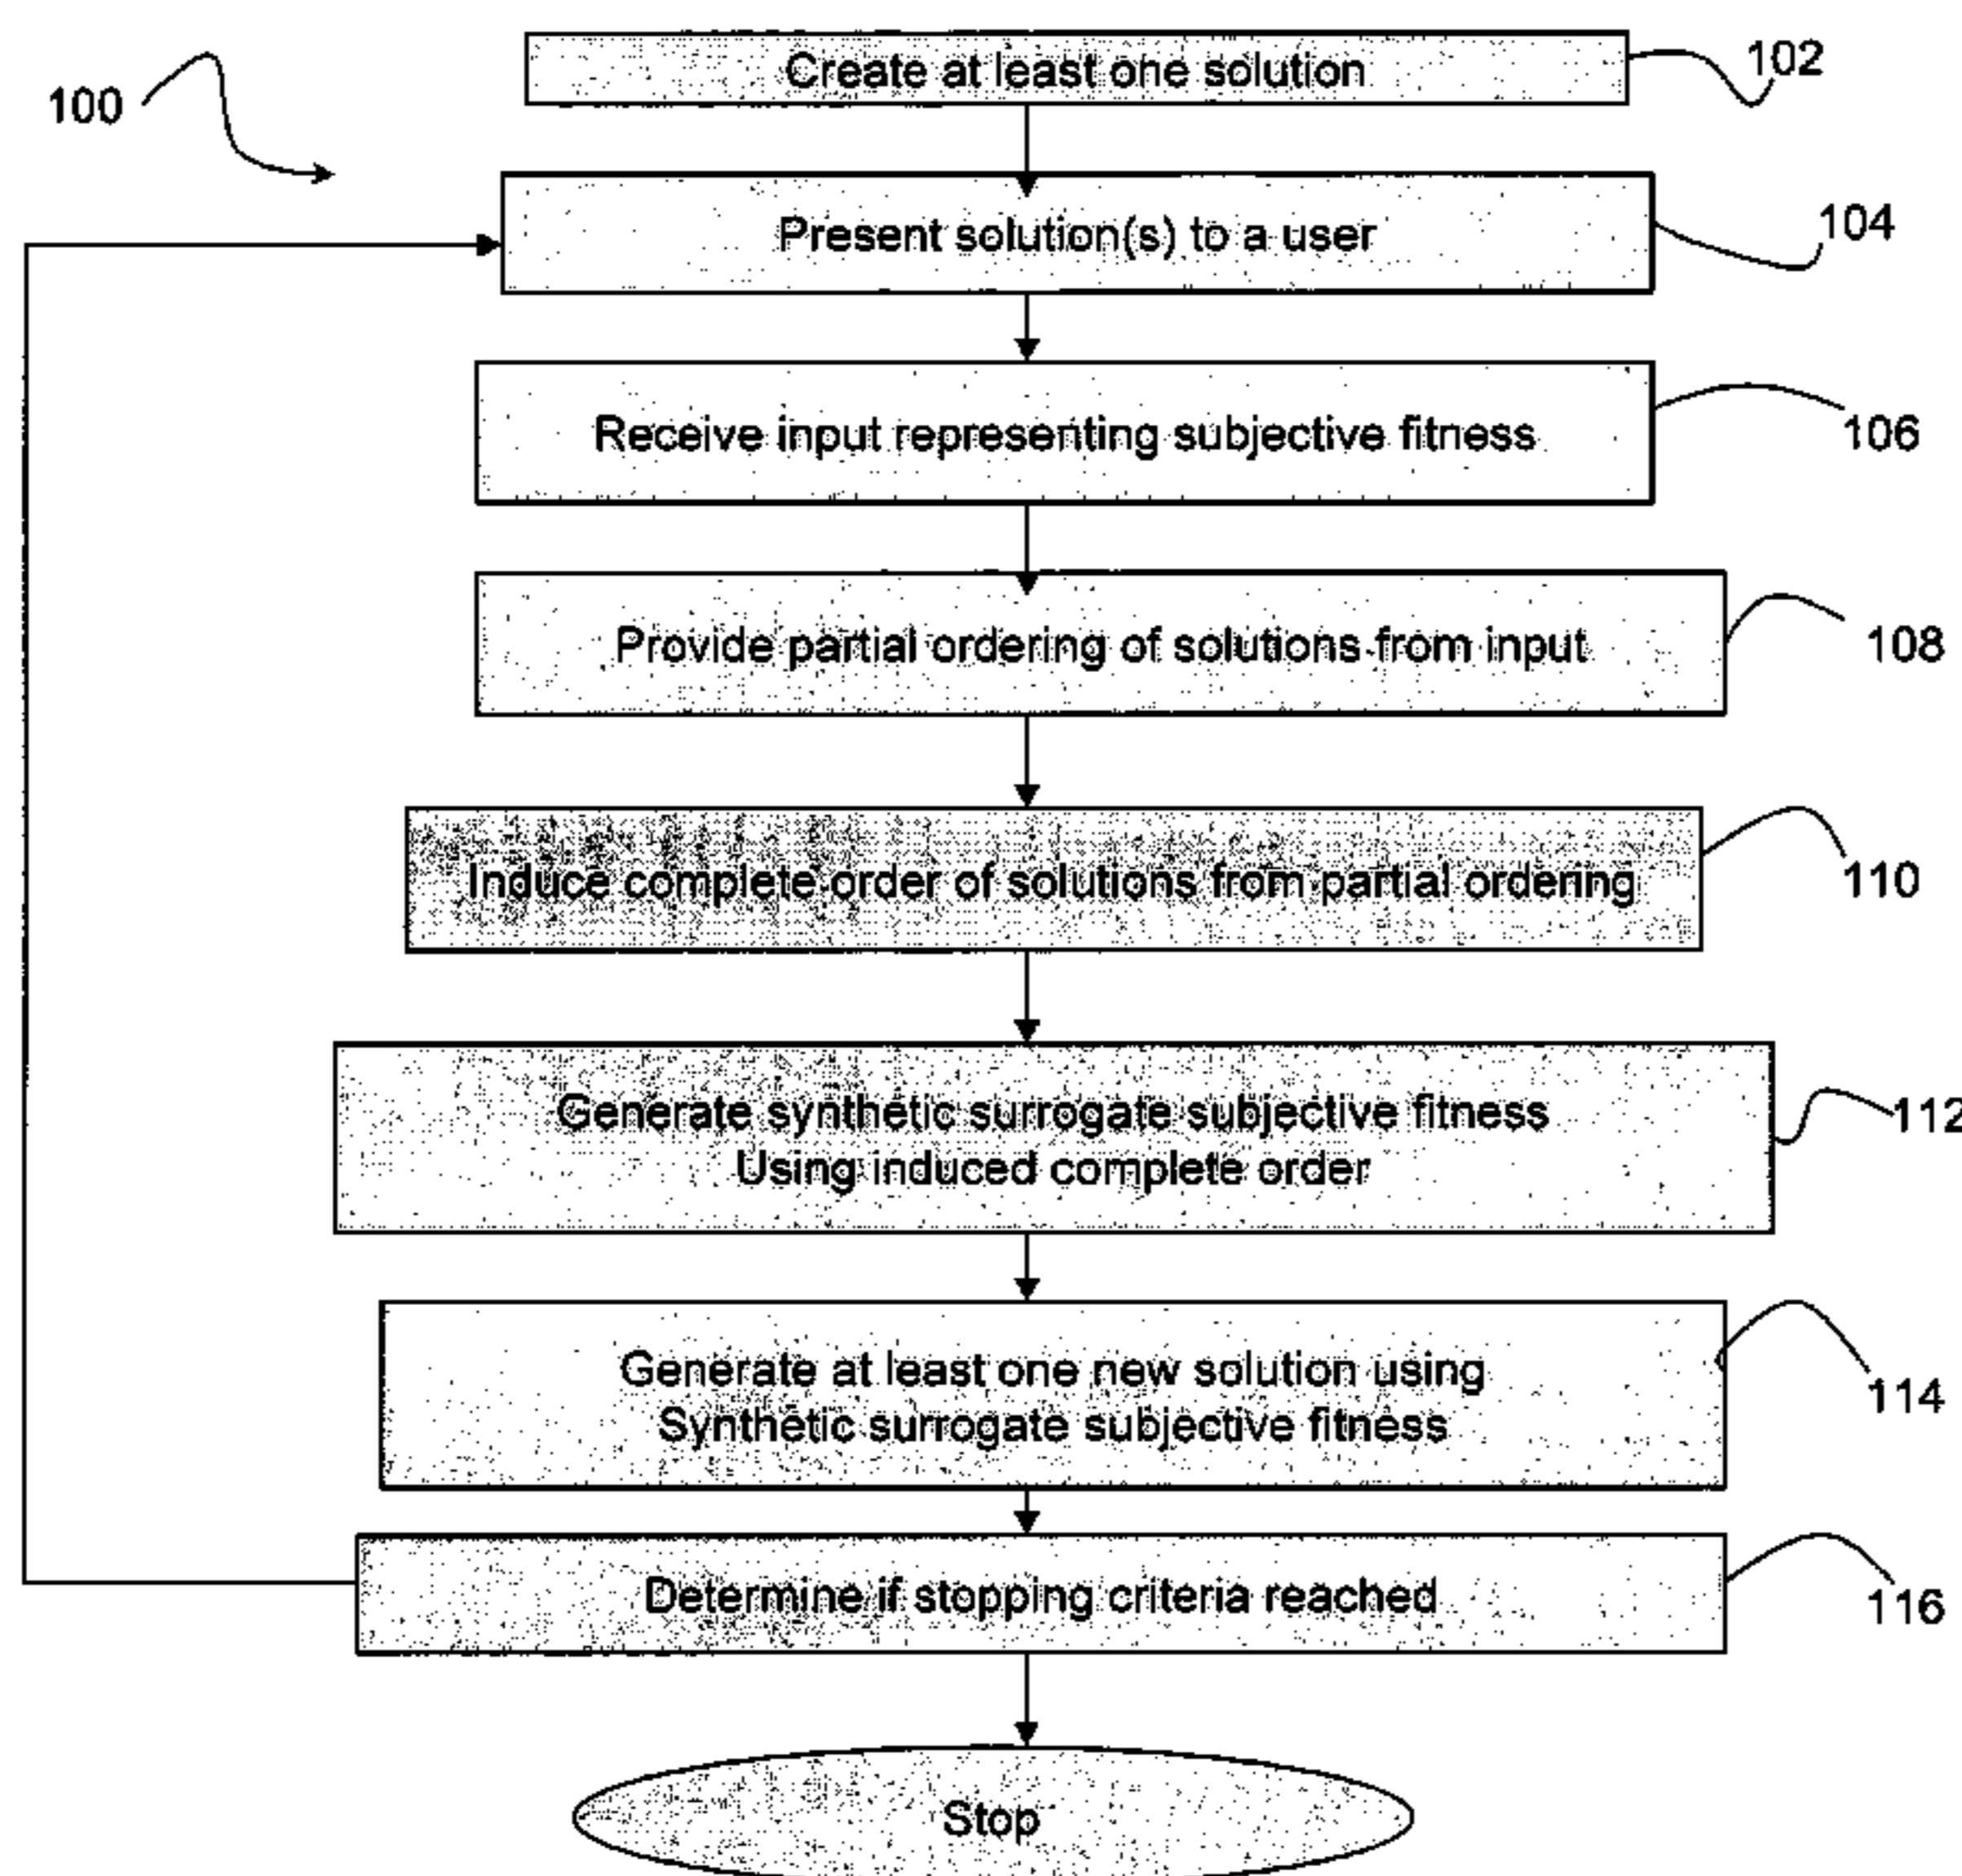 Create at least one solution
102
100
Present solution(s) to a user
104
Receive input representing subjective fitness
106
Provide partial ordering of solutions from input
108
Induce complete order of solutions from partial ordering
110
Generate synthetic surrogate subjective fitness
Using induced complete order
112
Generate at least one new solution using
Synthetic surrogate subjective fitness
114
Determine if stopping criteria reached
116
Stop